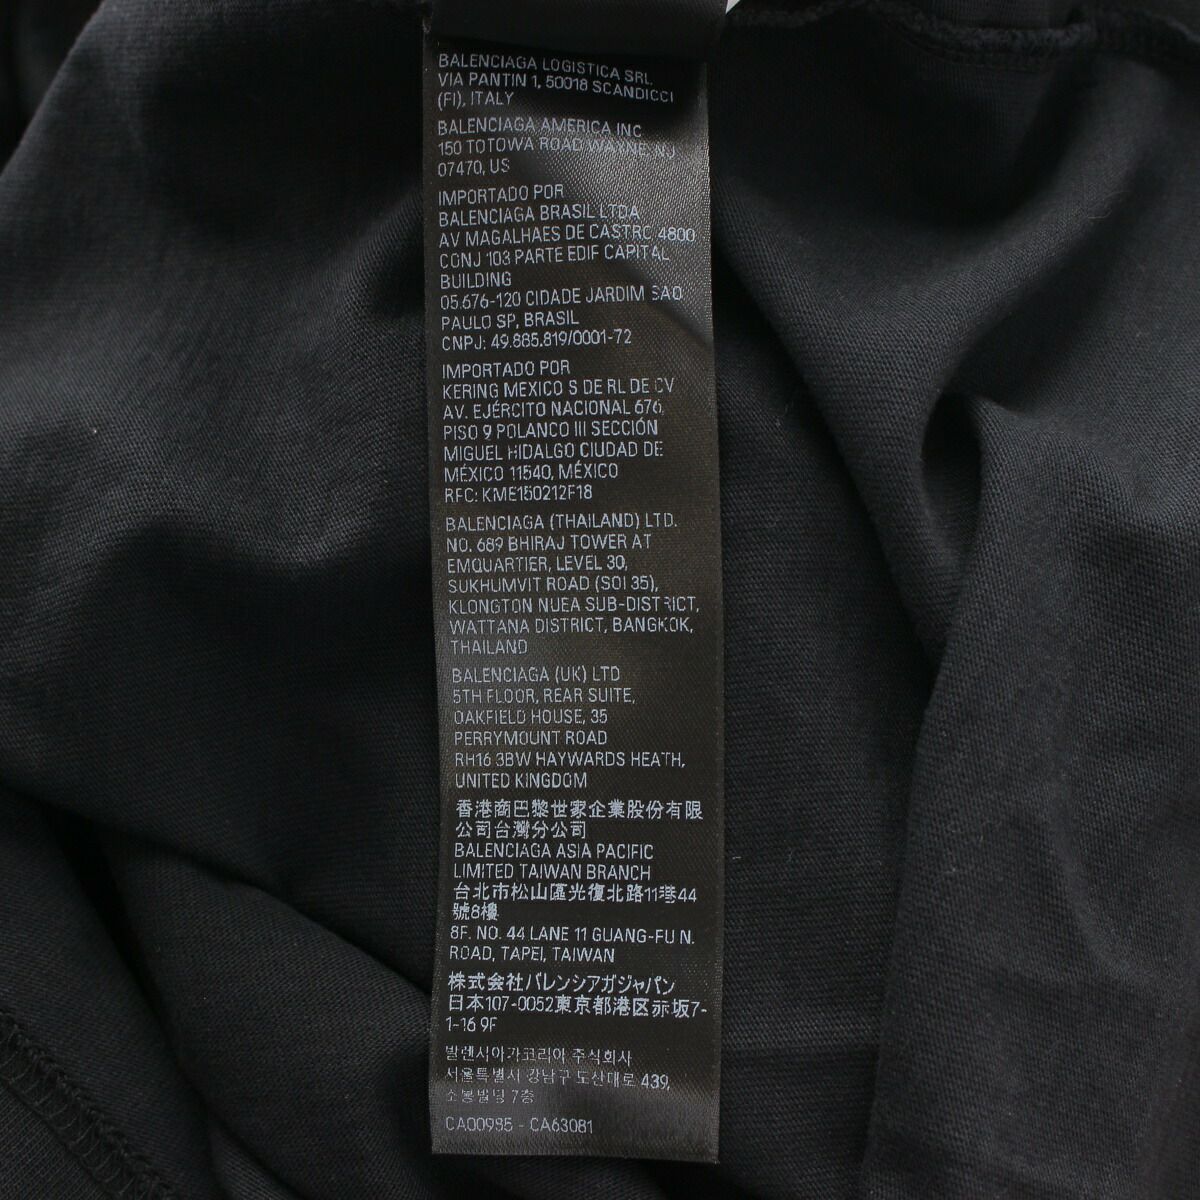 BALENCIAGA LOGISTICA SRL
VIA PANTIN 1, 50018 SCANDICCI
(FI), ITALY
BALENCIAGA AMERICA INC
150 TOTOWA ROAD WAYNE, NJ
07470, US
IMPORTADO POR
BALENCIAGA BRASIL LTDA
AV MAGALHAES DE CASTRO 4800
CONJ 103 PARTE EDIF CAPITAL
BUILDING
05.676-120 CIDADE JARDIM SAO
PAULO SP, BRASIL
CNPJ: 49.885.819/0001-72
IMPORTADO POR
KERING MEXICO S DE RL DE CV
AV. EJÉRCITO NACIONAL 676,
PISO 9 POLANCO III SECCIÓN
MIGUEL HIDALGO CIUDAD DE
MÉXICO 11540, MÉXICO
RFC: KME150212F18
BALENCIAGA (THAILAND) LTD.
NO. 689 BHIRAJ TOWER AT
EMQUARTIER, LEVEL 30,
SUKHUMVIT ROAD (SOI 35),
KLONGTON NUEA SUB-DISTRICT,
WATTANA DISTRICT, BANGKOK,
THAILAND
BALENCIAGA (UK) LTD
5TH FLOOR, REAR SUITE,
OAKFIELD HOUSE, 35
PERRYMOUNT ROAD
RH16 3BW HAYWARDS HEATH,
UNITED KINGDOM
香港商巴黎世家企業股份有限
公司台灣分公司
BALENCIAGA ASIA PACIFIC
LIMITED TAIWAN BRANCH
台北市松山區光復北路11巷44
號8樓
8F. NO. 44 LANE 11 GUANG-FU N.
ROAD, TAPEI, TAIWAN
株式会社バレンシアガジャパン
日本107-0052東京都港区赤坂7-
1-16 9F
발렌시아가코리아 주식회사
서울특별시 강남구 도산대로 439,
소봉빌딩 7층
CA00995 - CA63081